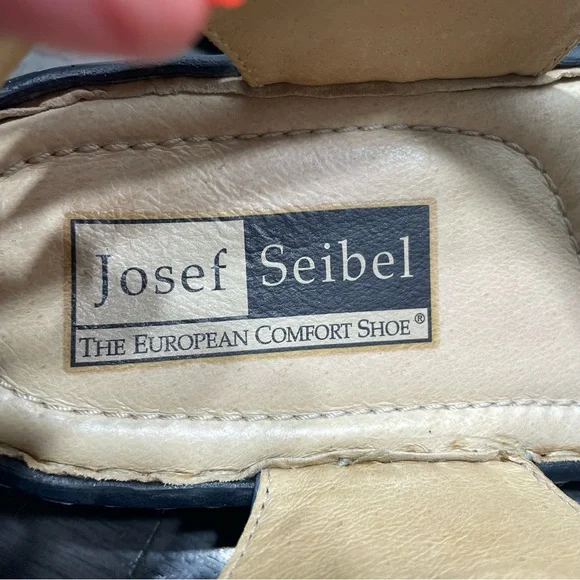 Josef Seibel
THE EUROPEAN COMFORT SHOE®